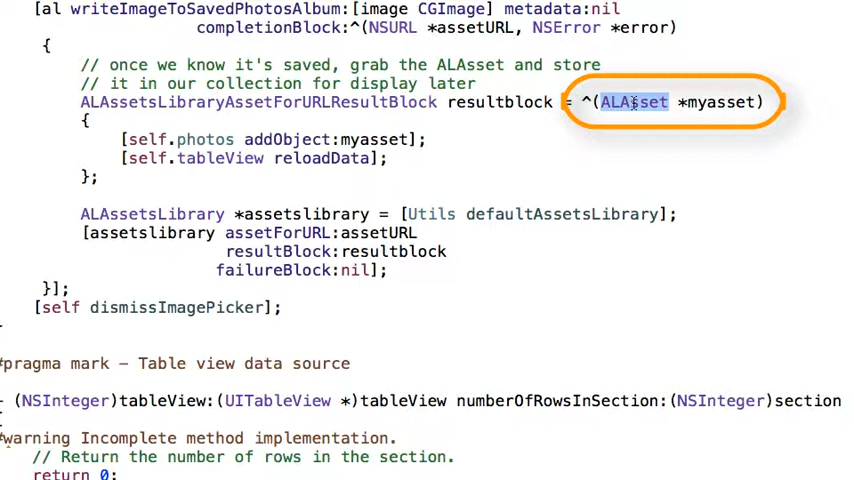 [al writeImageToSavedPhotosAlbum:[image CGImage] metadata:nil
completionBlock:^(NSURL *assetURL, NSError *error)
{
// once we know it's saved, grab the ALAsset and store
// it in our collection for display later
ALAssetsLibraryAssetForURLResultBlock resultblock = ^(ALAsset *myasset)
{
[self.photos addObject:myasset];
[self.tableView reloadData];
};
ALAssetsLibrary *assetslibrary = [Utils defaultAssetsLibrary];
[assetslibrary assetForURL:assetURL
resultBlock:resultblock
failureBlock:nil];
}];
[self dismissImagePicker];
}
#pragma mark – Table view data source
- (NSInteger)tableView:(UITableView *)tableView numberOfRowsInSection:(NSInteger)section
{
#warning Incomplete method implementation.
// Return the number of rows in the section.
return 0;